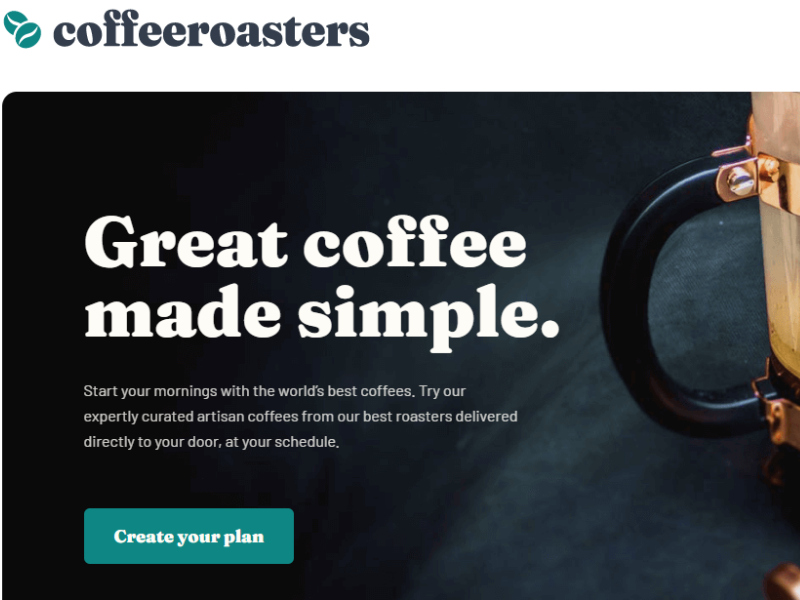 coffeeroasters
Great coffee
made simple.
Start your mornings with the world's best coffees. Try our
expertly curated artisan coffees from our best roasters delivered
directly to your door, at your schedule.
Create your plan